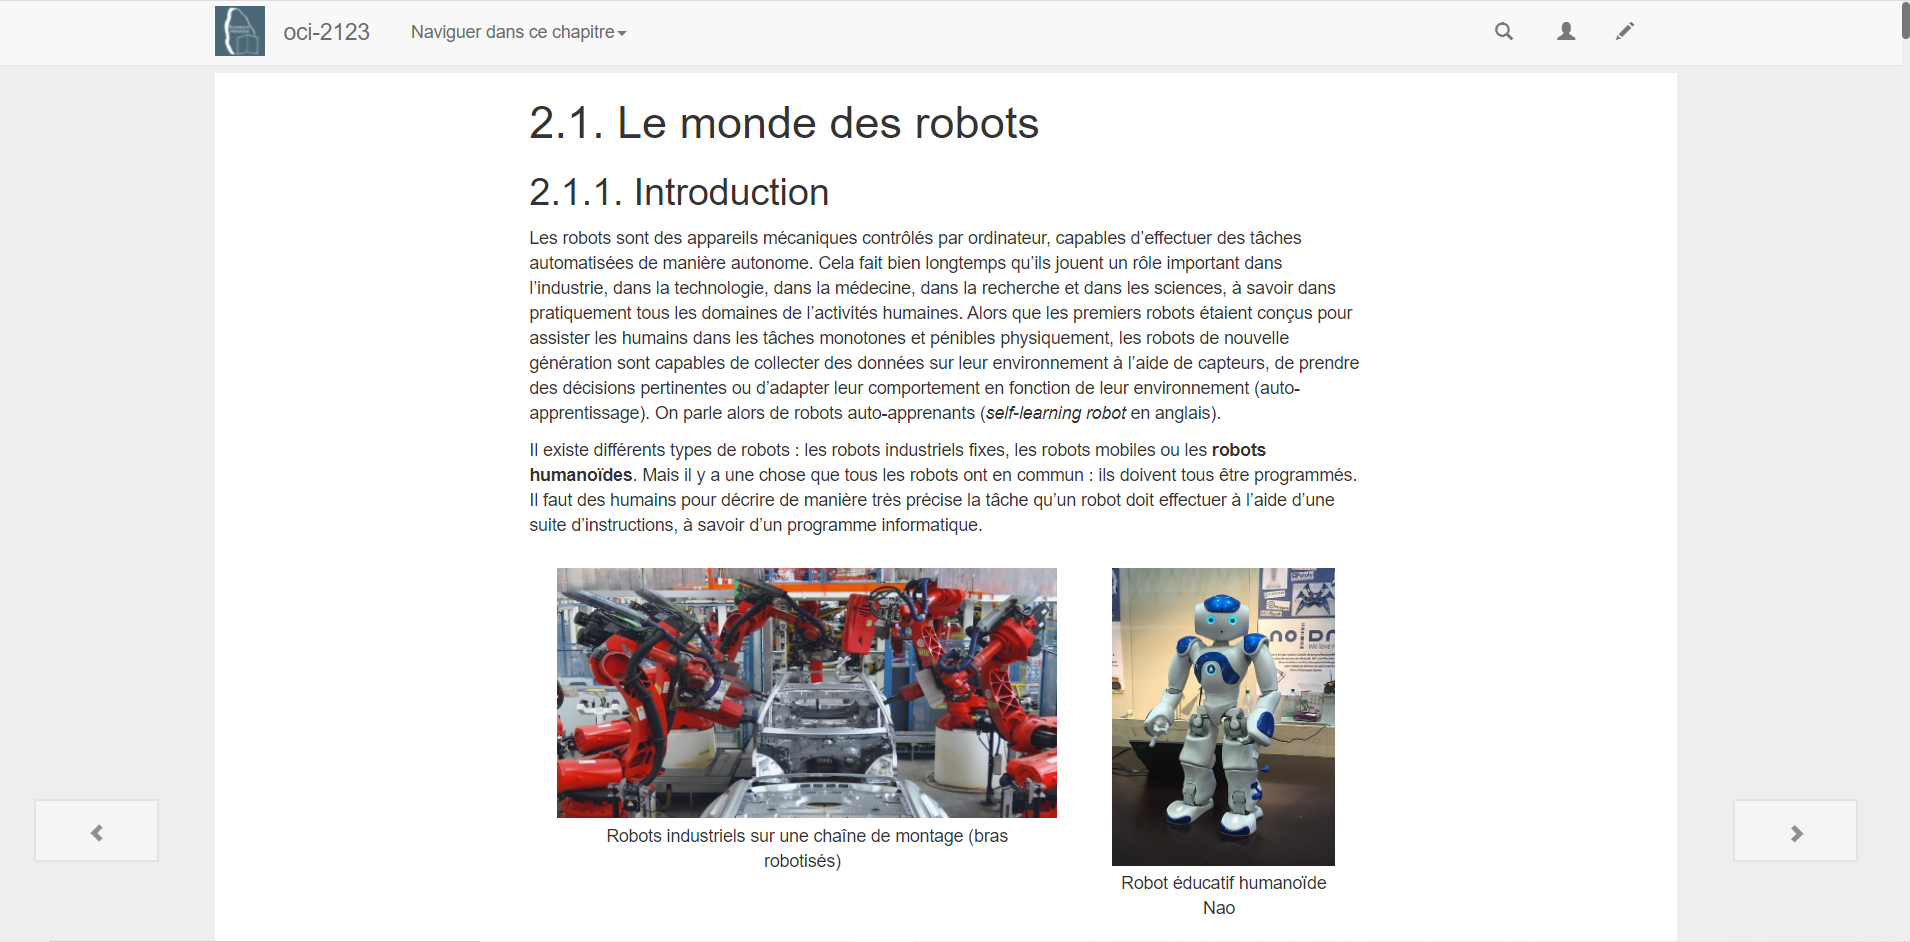 oci-2123
Naviguer dans ce chapitre
2.1. Le monde des robots
2.1.1. Introduction
Les robots sont des appareils mécaniques contrôlés par ordinateur, capables d’effectuer des tâches
automatisées de manière autonome. Cela fait bien longtemps qu’ils jouent un rôle important dans
l’industrie, dans la technologie, dans la médecine, dans la recherche et dans les sciences, à savoir dans
pratiquement tous les domaines de l’activités humaines. Alors que les premiers robots étaient conçus pour
assister les humains dans les tâches monotones et pénibles physiquement, les robots de nouvelle
génération sont capables de collecter des données sur leur environnement à l’aide de capteurs, de prendre
des décisions pertinentes ou d’adapter leur comportement en fonction de leur environnement (auto-
apprentissage). On parle alors de robots auto-apprenants (self-learning robot en anglais).
Il existe différents types de robots : les robots industriels fixes, les robots mobiles ou les robots
humanoïdes. Mais il y a une chose que tous les robots ont en commun : ils doivent tous être programmés.
Il faut des humains pour décrire de manière très précise la tâche qu’un robot doit effectuer à l’aide d’une
suite d’instructions, à savoir d’un programme informatique.
Robots industriels sur une chaîne de montage (bras
robotisés)
Pololu
We love r
Robot éducatif humanoïde
Nao